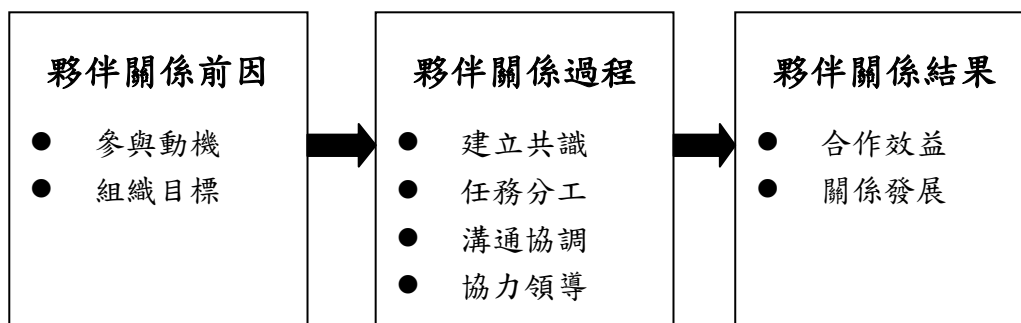 夥伴關係前因
● 參與動機
● 組織目標
夥伴關係過程
● 建立共識
● 任務分工
● 溝通協調
● 協力領導
夥伴關係結果
● 合作效益
● 關係發展